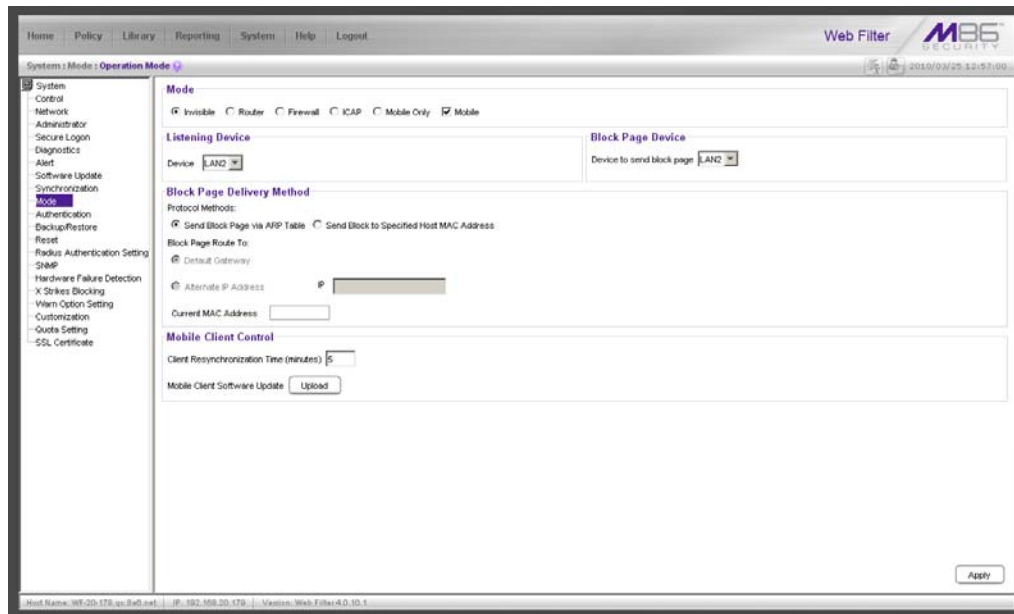 Home Policy Library Reporting System Help Logout
Web Filter
M86 SECURITY
System : Mode : Operation Mode
2010/03/25 12:57:00
System
Control
Network
Administrator
Secure Logon
Diagnostics
Alert
Software Update
Synchronization
Mode
Authentication
Backup/Restore
Reset
Radius Authentication Setting
SNMP
Hardware Failure Detection
X Strikes Blocking
Warn Option Setting
Customization
Quota Setting
SSL Certificate
Mode
Invisible Router Firewall ICAP Mobile Only Mobile
Listening Device
Device LAN2
Block Page Device
Device to send block page LAN2
Block Page Delivery Method
Protocol Methods:
Send Block Page via ARP Table Send Block to Specified Host MAC Address
Block Page Route To:
Default Gateway
Alternate IP Address IP
Current MAC Address
Mobile Client Control
Client Resynchronization Time (minutes) 5
Mobile Client Software Update Upload
Apply
Host Name: IP: 192.168.20.179 Version: Web Filter 4.0.10.1